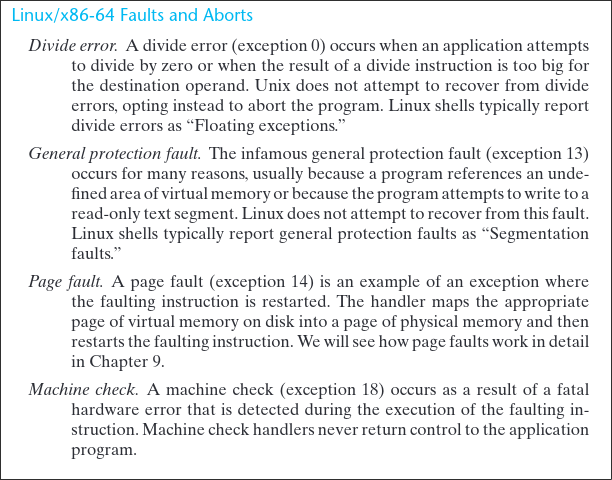 Linux/x86-64 Faults and Aborts
Divide error. A divide error (exception 0) occurs when an application attempts
to divide by zero or when the result of a divide instruction is too big for
the destination operand. Unix does not attempt to recover from divide
errors, opting instead to abort the program. Linux shells typically report
divide errors as “Floating exceptions.”
General protection fault. The infamous general protection fault (exception 13)
occurs for many reasons, usually because a program references an unde-
fined area of virtual memory or because the program attempts to write to a
read-only text segment. Linux does not attempt to recover from this fault.
Linux shells typically report general protection faults as “Segmentation
faults.”
Page fault. A page fault (exception 14) is an example of an exception where
the faulting instruction is restarted. The handler maps the appropriate
page of virtual memory on disk into a page of physical memory and then
restarts the faulting instruction. We will see how page faults work in detail
in Chapter 9.
Machine check. A machine check (exception 18) occurs as a result of a fatal
hardware error that is detected during the execution of the faulting in-
struction. Machine check handlers never return control to the application
program.